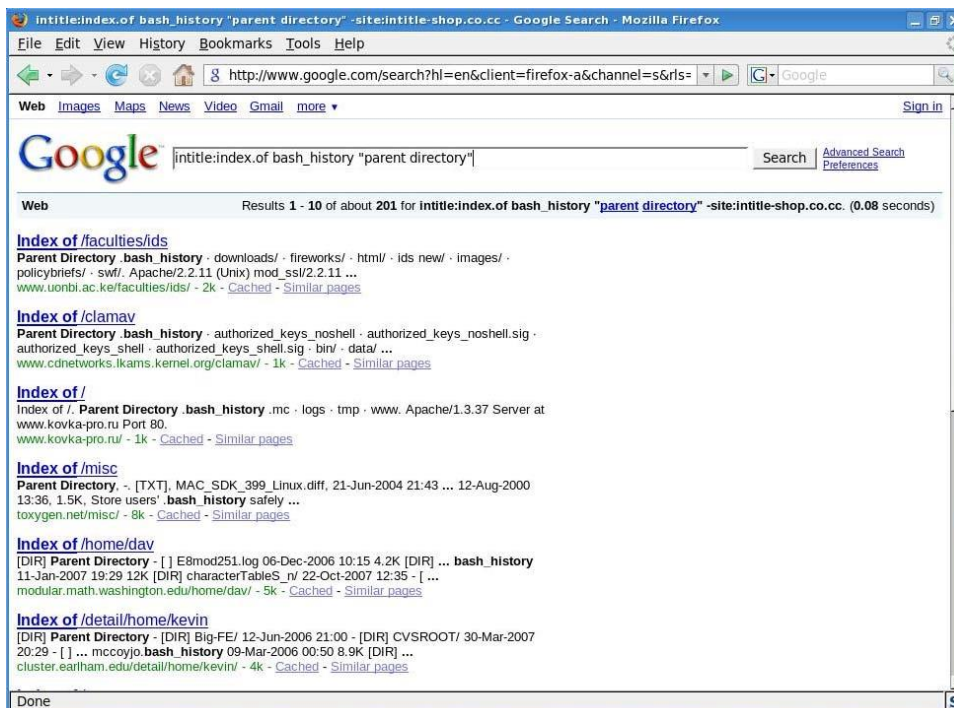 intitle:index.of bash_history "parent directory" -site:intitle-shop.co.cc - Google Search - Mozilla Firefox
File Edit View History Bookmarks Tools Help
http://www.google.com/search?hl=en&client=firefox-a&channel=s&rls= G Google
Web Images Maps News Video Gmail more ▼ Sign in
Google™ intitle:index.of bash_history "parent directory" Search Advanced Search
Preferences
Web Results 1 - 10 of about 201 for intitle:index.of bash_history "parent directory" -site:intitle-shop.co.cc. (0.08 seconds)
Index of /faculties/ids
Parent Directory .bash_history · downloads/ · fireworks/ · html/ · ids new/ · images/ ·
policybriefs/ · swf/. Apache/2.2.11 (Unix) mod_ssl/2.2.11 ...
www.uonbi.ac.ke/faculties/ids/ - 2k - Cached - Similar pages
Index of /clamav
Parent Directory .bash_history · authorized_keys_noshell · authorized_keys_noshell.sig ·
authorized_keys_shell · authorized_keys_shell.sig · bin/ · data/ ...
www.cdnetworks.lkams.kernel.org/clamav/ - 1k - Cached - Similar pages
Index of /
Index of /. Parent Directory .bash_history .mc · logs · tmp · www. Apache/1.3.37 Server at
www.kovka-pro.ru Port 80.
www.kovka-pro.ru/ - 1k - Cached - Similar pages
Index of /misc
Parent Directory, -. [TXT], MAC_SDK_399_Linux.diff, 21-Jun-2004 21:43 ... 12-Aug-2000
13:36, 1.5K, Store users' .bash_history safely ...
toxygen.net/misc/ - 8k - Cached - Similar pages
Index of /home/dav
[DIR] Parent Directory - [ ] E8mod251.log 06-Dec-2006 10:15 4.2K [DIR] ... bash_history
11-Jan-2007 19:29 12K [DIR] characterTableS_n/ 22-Oct-2007 12:35 - [ ...
modular.math.washington.edu/home/dav/ - 5k - Cached - Similar pages
Index of /detail/home/kevin
[DIR] Parent Directory - [DIR] Big-FE/ 12-Jun-2006 21:00 - [DIR] CVSROOT/ 30-Mar-2007
20:29 - [ ] ... mccoyjo.bash_history 09-Mar-2006 00:50 8.9K [DIR] ...
cluster.earlham.edu/detail/home/kevin/ - 4k - Cached - Similar pages
Done